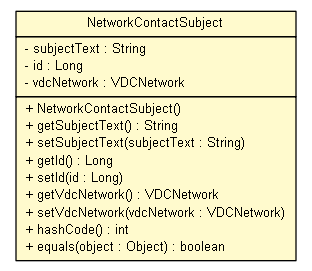 NetworkContactSubject
- subjectText : String
- id : Long
- vdcNetwork : VDCNetwork
+ NetworkContactSubject()
+ getSubjectText() : String
+ setSubjectText(subjectText : String)
+ getId() : Long
+ setId(id : Long)
+ getVdcNetwork() : VDCNetwork
+ setVdcNetwork(vdcNetwork : VDCNetwork)
+ hashCode() : int
+ equals(object : Object) : boolean